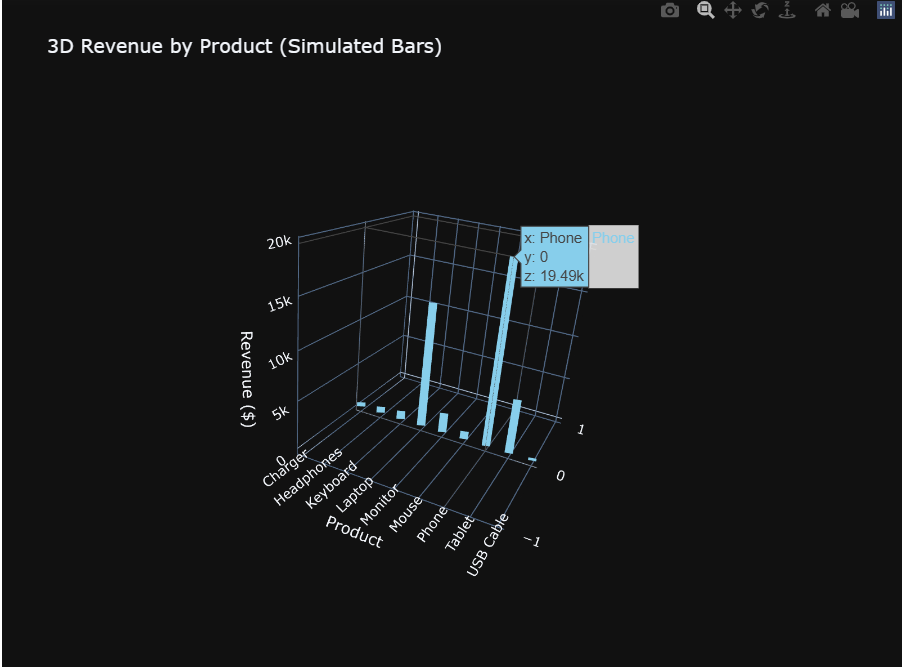 3D Revenue by Product (Simulated Bars)
x: Phone
y: 0
z: 19.49k
Phone
20k
15k
10k
5k
0
Revenue ($)
Charger
Headphones
Keyboard
Laptop
Monitor
Mouse
Phone
Tablet
USB Cable
Product
1
0
−1